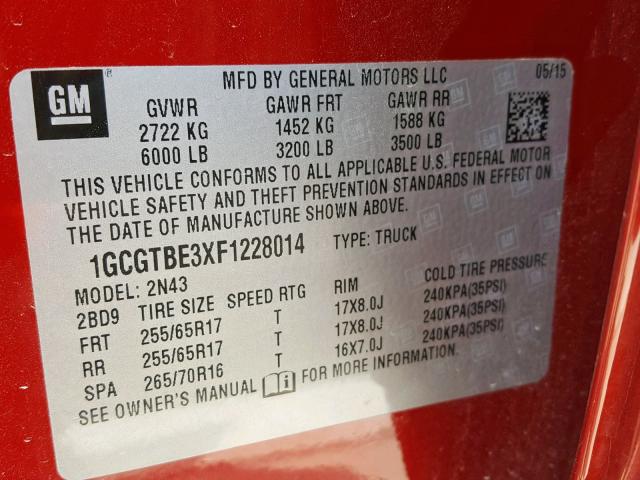 GM
MFD BY GENERAL MOTORS LLC 05/15
GVWR GAWR FRT GAWR RR
2722 KG 1452 KG 1588 KG
6000 LB 3200 LB 3500 LB
THIS VEHICLE CONFORMS TO ALL APPLICABLE U.S. FEDERAL MOTOR
VEHICLE SAFETY AND THEFT PREVENTION STANDARDS IN EFFECT ON
THE DATE OF MANUFACTURE SHOWN ABOVE.
1GCGTBE3XF1228014 TYPE: TRUCK
MODEL: 2N43
2BD9 TIRE SIZE SPEED RTG RIM COLD TIRE PRESSURE
FRT 255/65R17 T 17X8.0J 240KPA(35PSI)
RR 255/65R17 T 17X8.0J 240KPA(35PSI)
SPA 265/70R16 T 16X7.0J 240KPA(35PSI)
SEE OWNER'S MANUAL FOR MORE INFORMATION.